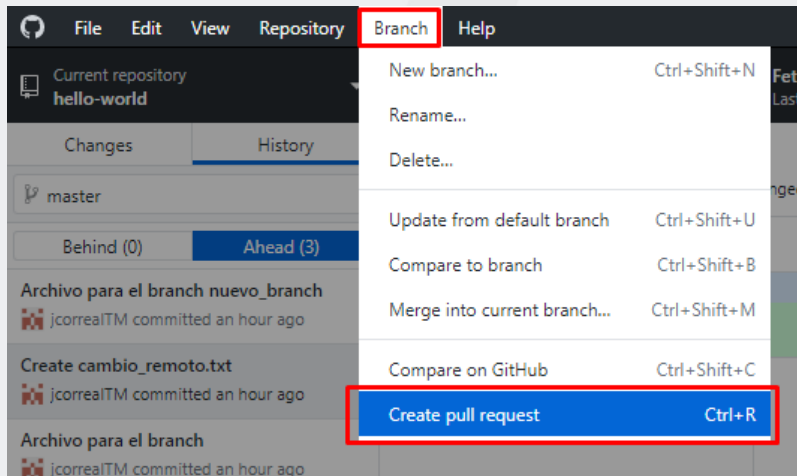 File Edit View Repository Branch Help
Current repository
hello-world
Changes History
master
Behind (0) Ahead (3)
Archivo para el branch nuevo_branch
jcorrealTM committed an hour ago
Create cambio_remoto.txt
jcorrealTM committed an hour ago
Archivo para el branch
jcorrealTM committed an hour ago
New branch... Ctrl+Shift+N
Rename...
Delete...
Update from default branch Ctrl+Shift+U
Compare to branch Ctrl+Shift+B
Merge into current branch... Ctrl+Shift+M
Compare on GitHub Ctrl+Shift+C
Create pull request Ctrl+R
Fet
Las
nge